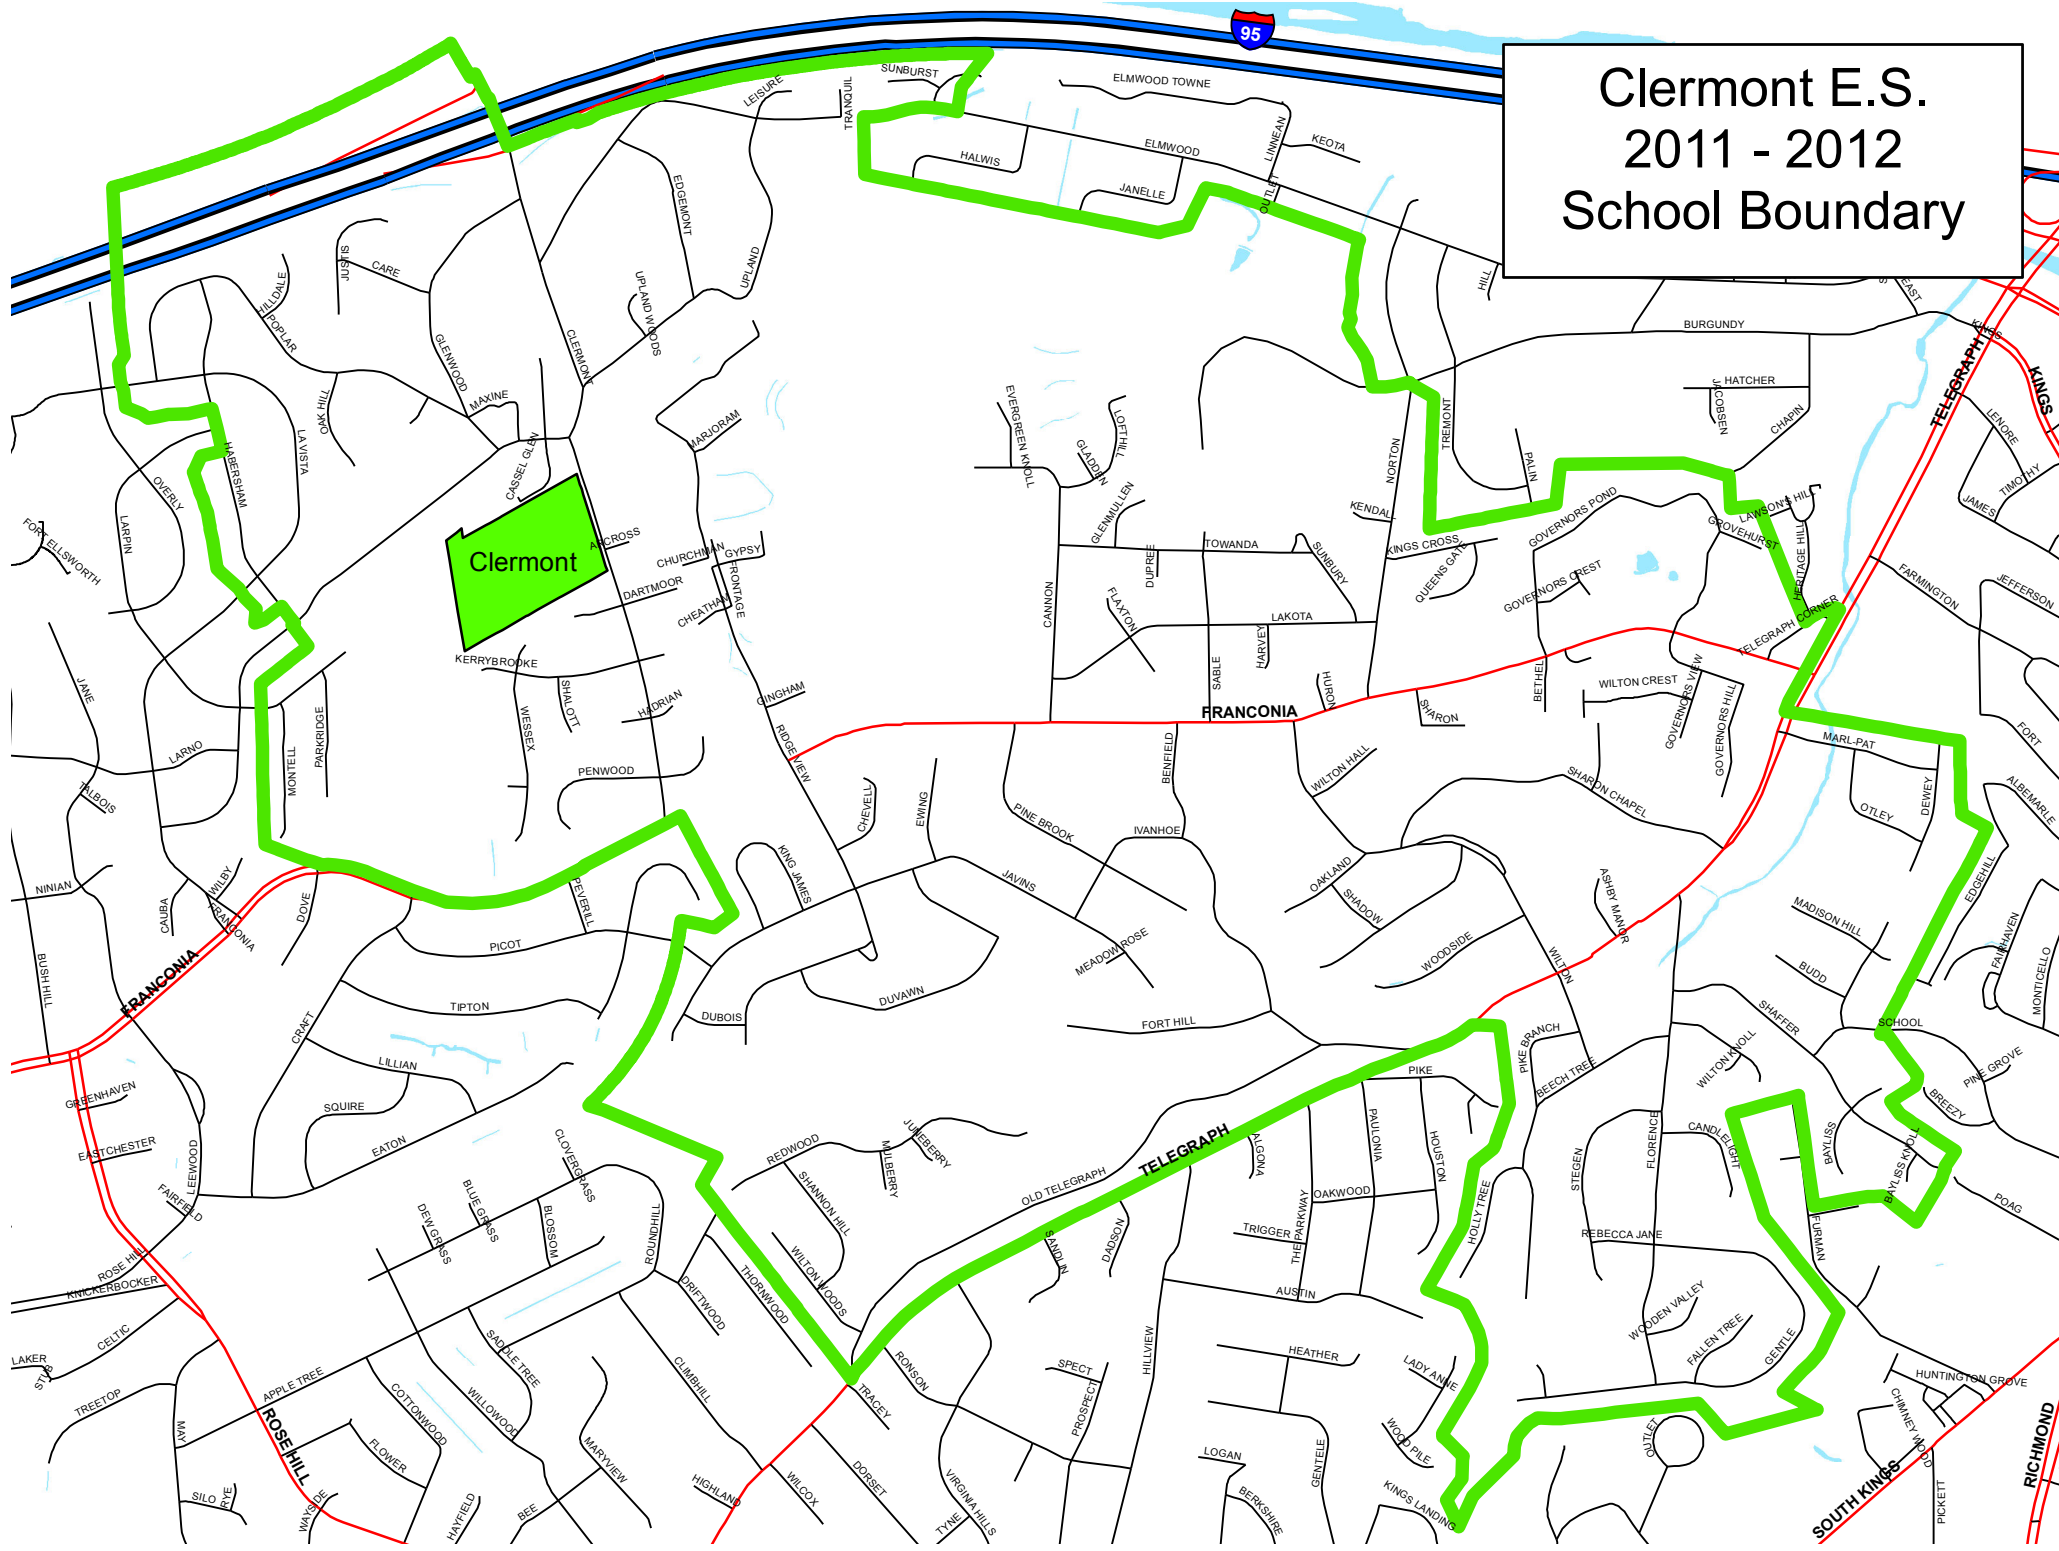 95
Clermont E.S.
2011 - 2012
School Boundary
SUNBURST
LEISURE
TRANQUIL
ELMWOOD TOWNE
LINNEAN
KEOTA
ELMWOOD
HALWIS
JANELLE
OUTLET
EDGEMONT
JUSTIS
CARE
HILLDALE
POPLAR
UPLAND
UPLAND WOODS
HILL
EAST
BURGUNDY
KINGS
TELEGRAPH
KINGS
GLENWOOD
CLERMONT
MAXINE
OAK HILL
LA VISTA
HABERSHAM
OVERLY
LARPIN
CASSEL GLEN
MARJORAM
EVERGREEN KNOLL
GLADDEN
LOFTHILL
GLENMULLEN
NORTON
TREMONT
HATCHER
JACOBSEN
CHAPIN
LENORE
TIMOTHY
JAMES
PALIN
FORT ELLSWORTH
Clermont
ARCROSS
CHURCHMAN
GYPSY
FRONTAGE
DARTMOOR
CHEATHAM
KENDALL
KINGS CROSS
QUEENS GATE
GOVERNORS POND
GOVERNORS CREST
LAWSON'S HILL
GROVEHURST
HERITAGE HILL
TELEGRAPH CORNER
FARMINGTON
JEFFERSON
TOWANDA
SUNBURY
DUPREE
CANNON
FLAXTON
LAKOTA
HARVEY
SABLE
HURON
KERRYBROOKE
SHALOTT
HADRIAN
WESSEX
GINGHAM
RIDGE VIEW
FRANCONIA
SHARON
BETHEL
WILTON CREST
GOVERNORS VIEW
GOVERNORS HILL
MARL-PAT
FORT
JANE
LARNO
TALBOIS
MONTELL
PARKRIDGE
PENWOOD
CHEVELL
EWING
BENFIELD
WILTON HALL
SHARON CHAPEL
OTLEY
DEWEY
ALBEMARLE
PINE BROOK
IVANHOE
KING JAMES
JAVINS
OAKLAND
SHADOW
ASHBY MANOR
EDGEHILL
MADISON HILL
FAIRHAVEN
MONTICELLO
NINIAN
WILBY
CAUBA
FRANCONIA
DOVE
PEVERILL
PICOT
BUSH HILL
FRANCONIA
MEADOW ROSE
WOODSIDE
WILTON
BUDD
SHAFFER
SCHOOL
DUVAWN
TIPTON
CRAFT
DUBOIS
FORT HILL
LILLIAN
SQUIRE
GREENHAVEN
EASTCHESTER
EATON
LEEWOOD
FAIRFIELD
CLOVERGRASS
BLUE GRASS
DEW GRASS
BLOSSOM
ROUNDHILL
REDWOOD
MULBERRY
JUNEBERRY
SHANNON HILL
OLD TELEGRAPH
TELEGRAPH
PIKE
PIKE BRANCH
BEECH TREE
WILTON KNOLL
PINE GROVE
BREEZY
PAULONIA
HOUSTON
ALGONA
OAKWOOD
THE PARKWAY
TRIGGER
STEGEN
FLORENCE
CANDLELIGHT
BAYLISS
BAYLISS KNOLL
POAG
HOLLY TREE
REBECCA JANE
FURMAN
ROSE HILL
KNICKERBOCKER
CELTIC
LAKER
STUB
TREETOP
MAY
APPLE TREE
ROSE HILL
COTTONWOOD
FLOWER
WILLOWOOD
SADDLE TREE
DRIFTWOOD
THORNWOOD
WILTON WOODS
CLIMBHILL
MARYVIEW
SANDLIN
DADSON
AUSTIN
HILLVIEW
HEATHER
LADY ANNE
WOODEN VALLEY
FALLEN TREE
GENTLE
HUNTINGTON GROVE
CHIMNEY WOOD
RONSON
TRACEY
SPECT
PROSPECT
LOGAN
GENTELE
WOOD PILE
OUTLET
BERKSHIRE
KINGS LANDING
SOUTH KINGS
PICKETT
RICHMOND
SILO
RYE
WAYSIDE
HAYFIELD
BEE
HIGHLAND
WILCOX
DORSET
VIRGINIA HILLS
TYNE